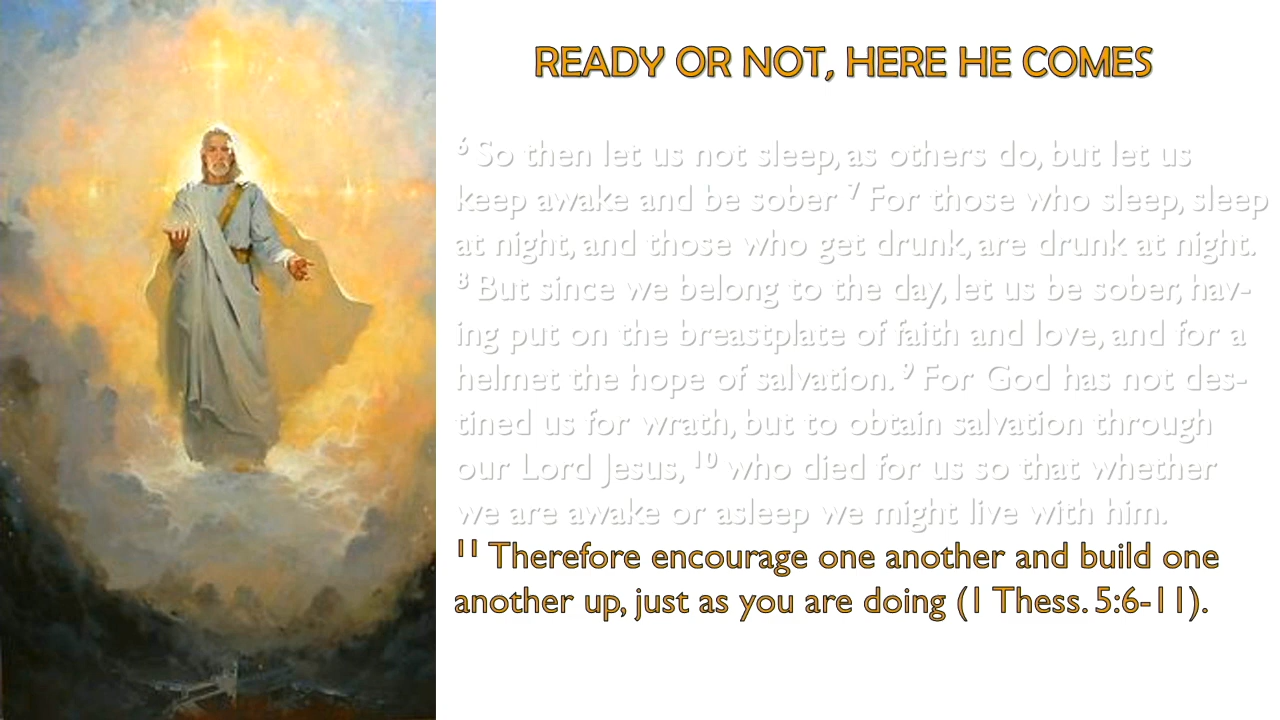 READY OR NOT, HERE HE COMES
⁶ So then let us not sleep, as others do, but let us
keep awake and be sober ⁷ For those who sleep, sleep
at night, and those who get drunk, are drunk at night.
⁸ But since we belong to the day, let us be sober, hav-
ing put on the breastplate of faith and love, and for a
helmet the hope of salvation. ⁹ For God has not des-
tined us for wrath, but to obtain salvation through
our Lord Jesus, ¹⁰ who died for us so that whether
we are awake or asleep we might live with him.
¹¹ Therefore encourage one another and build one
another up, just as you are doing (1 Thess. 5:6-11).